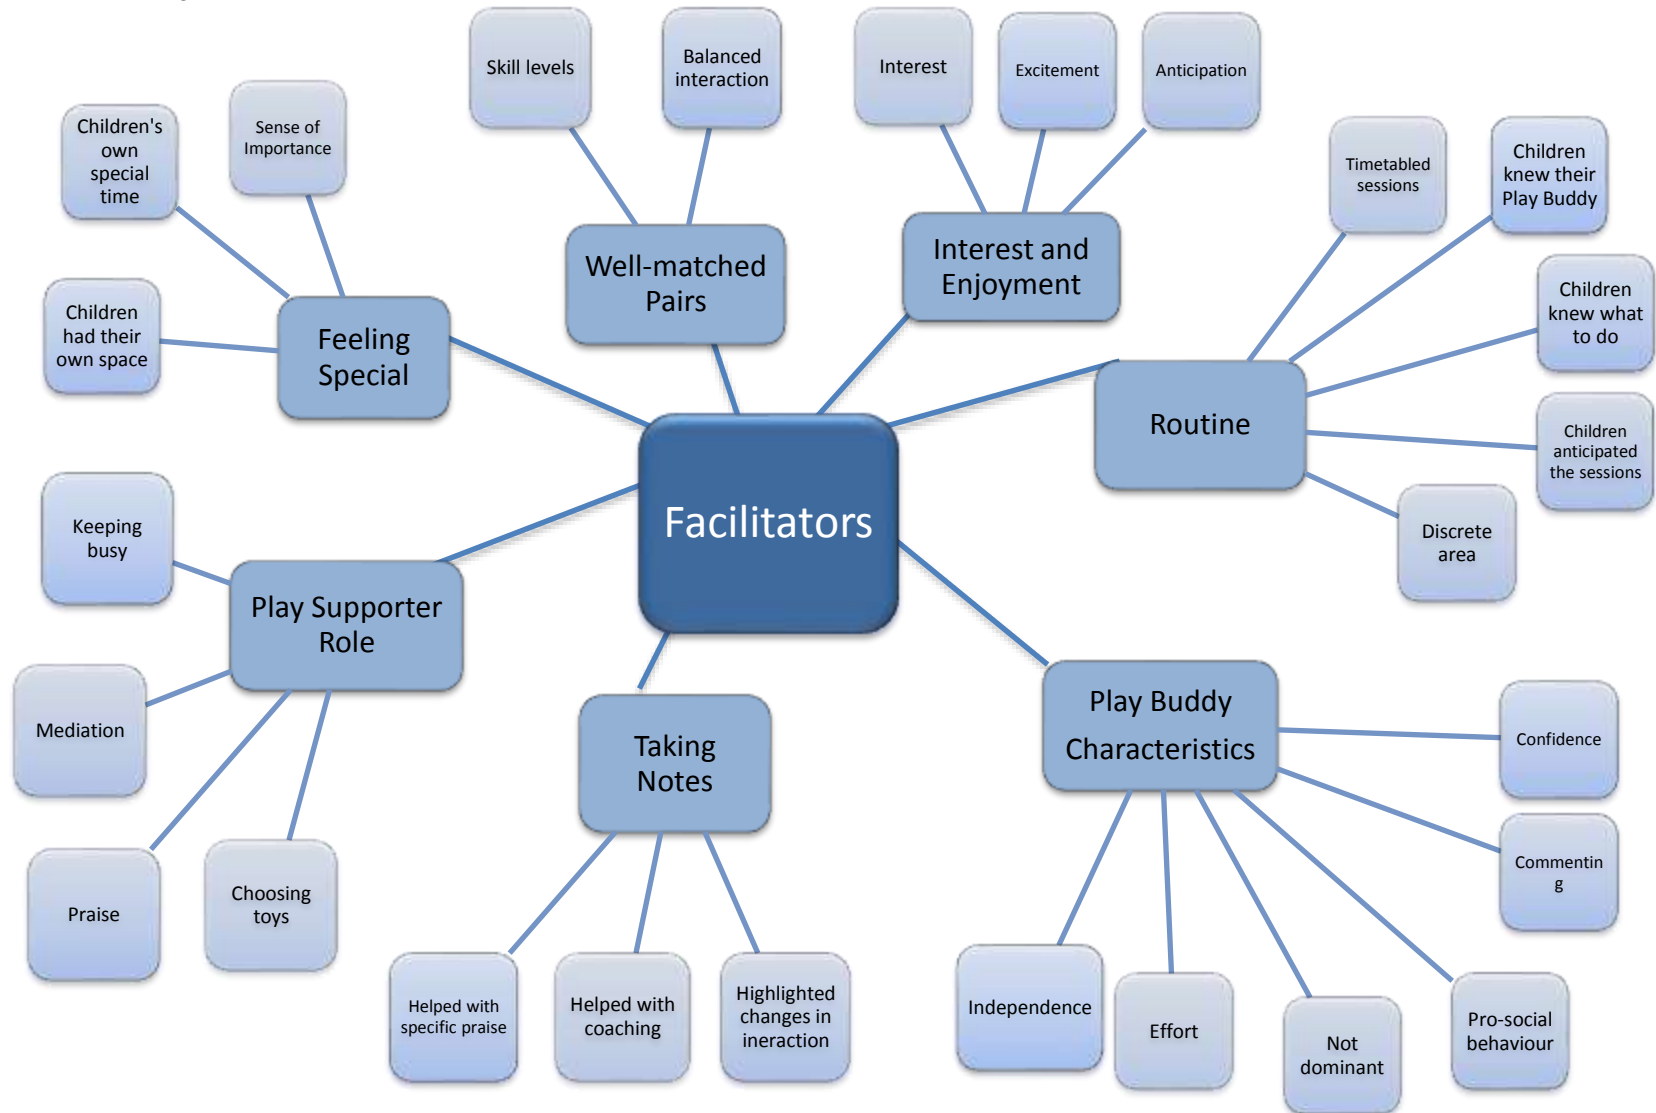 Skill levels
Balanced
interaction
Interest
Excitement
Anticipation
Children's
own
special
time
Sense of
Importance
Timetabled
sessions
Children
knew their
Play Buddy
Well-matched
Pairs
Interest and
Enjoyment
Children
had their
own space
Feeling
Special
Children
knew what
to do
Routine
Children
anticipated
the sessions
Facilitators
Discrete
area
Keeping
busy
Play Supporter
Role
Mediation
Praise
Choosing
toys
Taking
Notes
Helped with
specific praise
Helped with
coaching
Highlighted
changes in
ineraction
Play Buddy
Characteristics
Confidence
Commentin
g
Independence
Effort
Not
dominant
Pro-social
behaviour